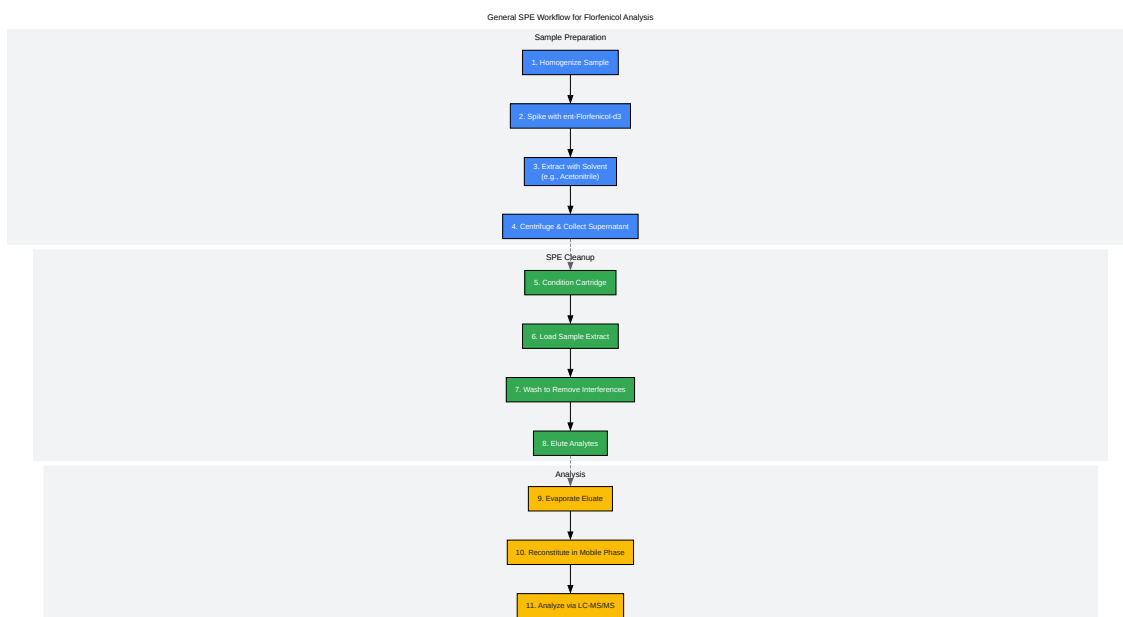 General SPE Workflow for Florfenicol Analysis
Sample Preparation
1. Homogenize Sample
2. Spike with ent-Florfenicol-d3
3. Extract with Solvent
(e.g., Acetonitrile)
4. Centrifuge & Collect Supernatant
SPE Cleanup
5. Condition Cartridge
6. Load Sample Extract
7. Wash to Remove Interferences
8. Elute Analytes
Analysis
9. Evaporate Eluate
10. Reconstitute in Mobile Phase
11. Analyze via LC-MS/MS